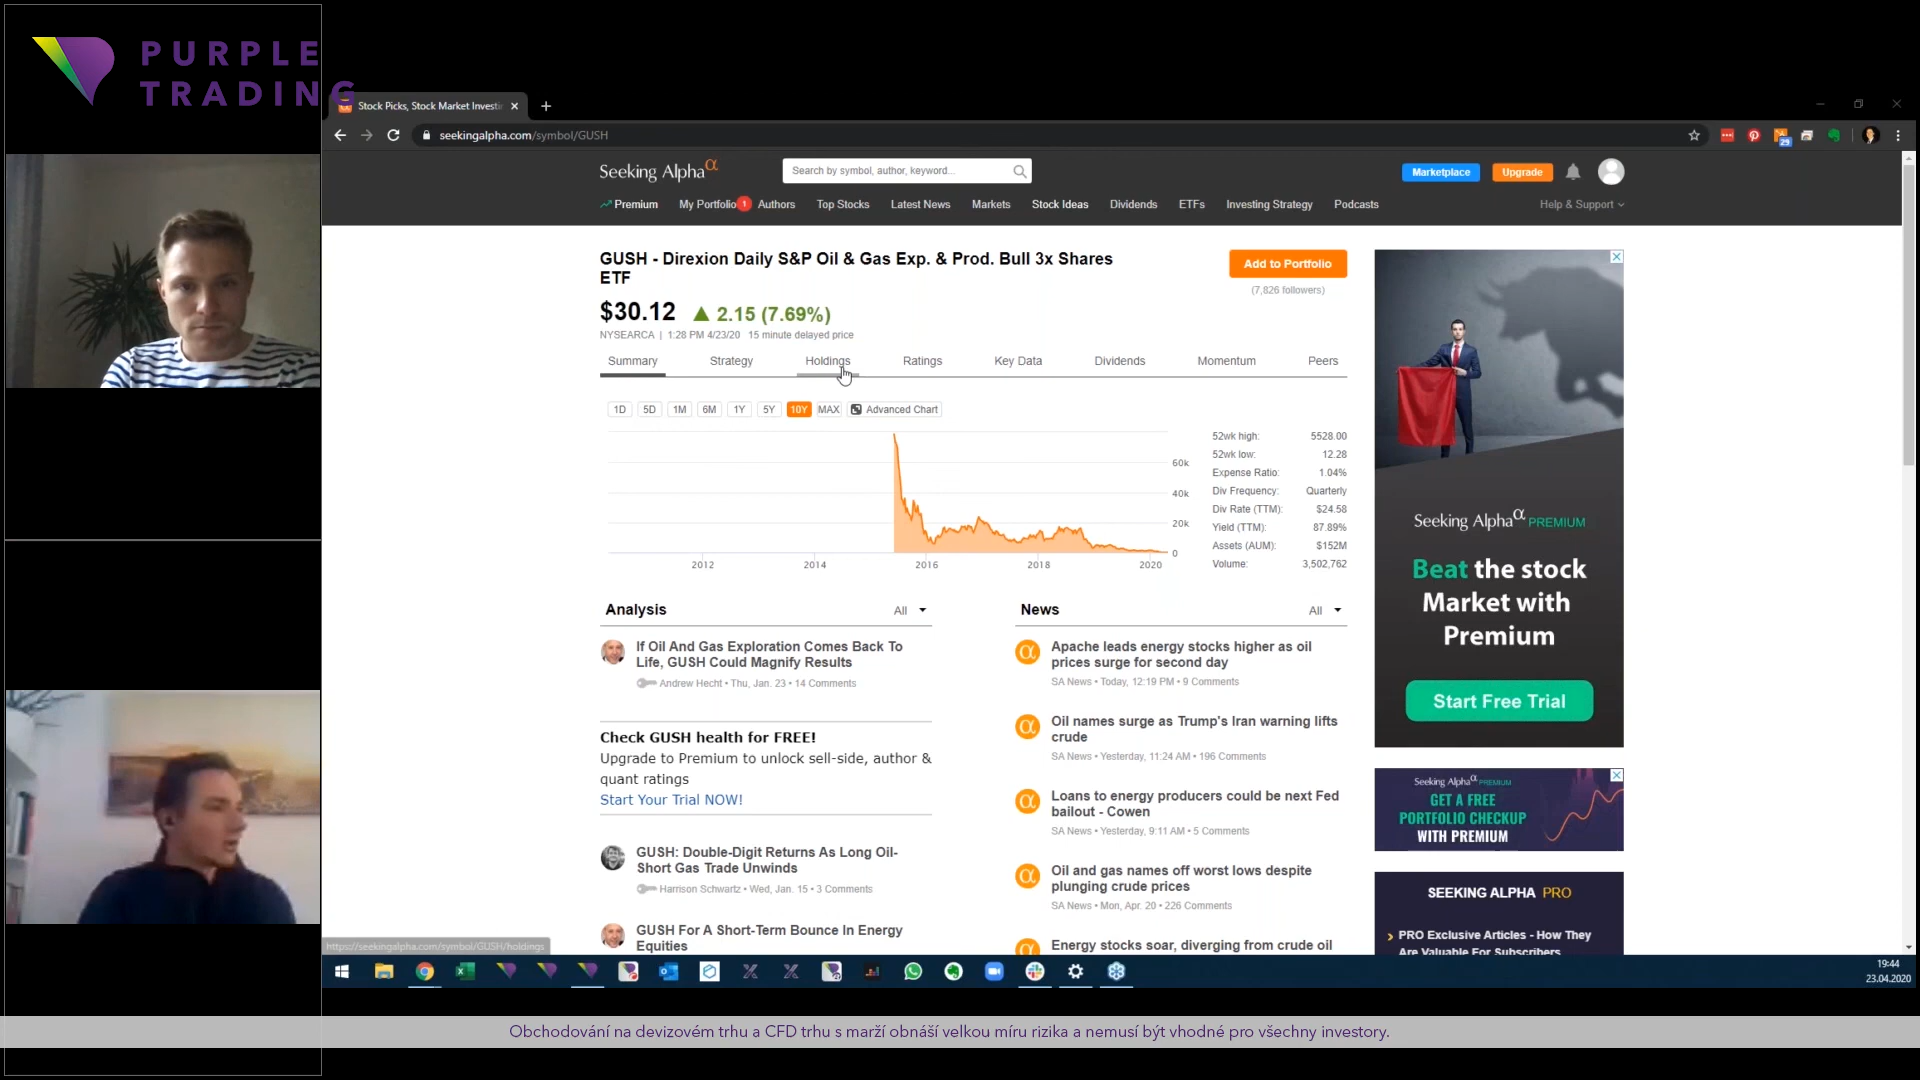 PURPLE
TRADING
Stock Picks, Stock Market Investi
seekingalpha.com/symbol/GUSH
29
Seeking Alphaα
Search by symbol, author, keyword...
Marketplace
Upgrade
Premium
My Portfolio
1
Authors
Top Stocks
Latest News
Markets
Stock Ideas
Dividends
ETFs
Investing Strategy
Podcasts
Help & Support
GUSH - Direxion Daily S&P Oil & Gas Exp. & Prod. Bull 3x Shares
ETF
Add to Portfolio
(7,826 followers)
$30.12 ▲ 2.15 (7.69%)
NYSEARCA | 1:28 PM 4/23/20 15 minute delayed price
Summary
Strategy
Holdings
Ratings
Key Data
Dividends
Momentum
Peers
1D 5D 1M 6M 1Y 5Y 10Y MAX Advanced Chart
60k
40k
20k
0
2012 2014 2016 2018 2020
52wk high: 5528.00
52wk low: 12.28
Expense Ratio: 1.04%
Div Frequency: Quarterly
Div Rate (TTM): $24.58
Yield (TTM): 87.89%
Assets (AUM): $152M
Volume: 3,502,762
Analysis
All
If Oil And Gas Exploration Comes Back To
Life, GUSH Could Magnify Results
Andrew Hecht • Thu, Jan. 23 • 14 Comments
Check GUSH health for FREE!
Upgrade to Premium to unlock sell-side, author &
quant ratings
Start Your Trial NOW!
GUSH: Double-Digit Returns As Long Oil-
Short Gas Trade Unwinds
Harrison Schwartz • Wed, Jan. 15 • 3 Comments
GUSH For A Short-Term Bounce In Energy
Equities
News
All
Apache leads energy stocks higher as oil
prices surge for second day
SA News • Today, 12:19 PM • 9 Comments
Oil names surge as Trump's Iran warning lifts
crude
SA News • Yesterday, 11:24 AM • 196 Comments
Loans to energy producers could be next Fed
bailout - Cowen
SA News • Yesterday, 9:11 AM • 5 Comments
Oil and gas names off worst lows despite
plunging crude prices
SA News • Mon, Apr. 20 • 226 Comments
Energy stocks soar, diverging from crude oil
Seeking Alphaα PREMIUM
Beat the stock
Market with
Premium
Start Free Trial
Seeking Alphaα PREMIUM
GET A FREE
PORTFOLIO CHECKUP
WITH PREMIUM
SEEKING ALPHA PRO
PRO Exclusive Articles - How They
Are Valuable For Subscribers
https://seekingalpha.com/symbol/GUSH/holdings
19:44
23.04.2020
Obchodování na devizovém trhu a CFD trhu s marží obnáší velkou míru rizika a nemusí být vhodné pro všechny investory.